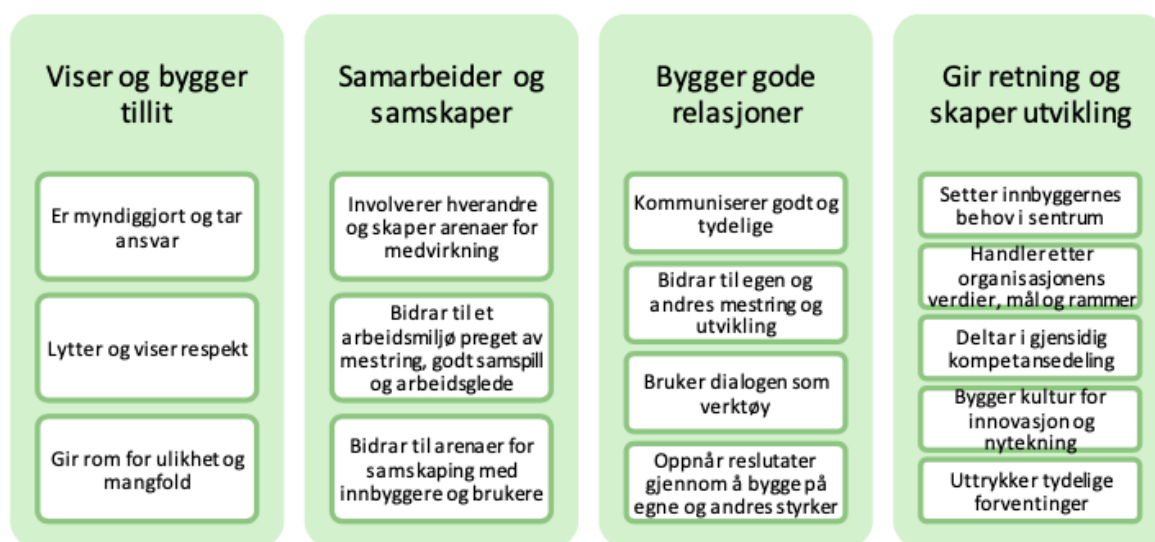 Viser og bygger
tillit
Er myndiggjort og tar
ansvar
Lytter og viser respekt
Gir rom for ulikhet og
mangfold
Samarbeider og
samskaper
Involverer hverandre
og skaper arenaer for
medvirkning
Bidrar til et
arbeidsmiljø preget av
mestring, godt samspill
og arbeidsglede
Bidrar til arenaer for
samskaping med
innbyggere og brukere
Bygger gode
relasjoner
Kommuniserer godt og
tydelige
Bidrar til egen og
andres mestring og
utvikling
Bruker dialogen som
verktøy
Oppnår reslutater
gjennom å bygge på
egne og andres styrker
Gir retning og
skaper utvikling
Setter innbyggernes
behov i sentrum
Handler etter
organisasjonens
verdier, mål og rammer
Deltar i gjensidig
kompetansedeling
Bygger kultur for
innovasjon og
nytekning
Uttrykker tydelige
forventinger